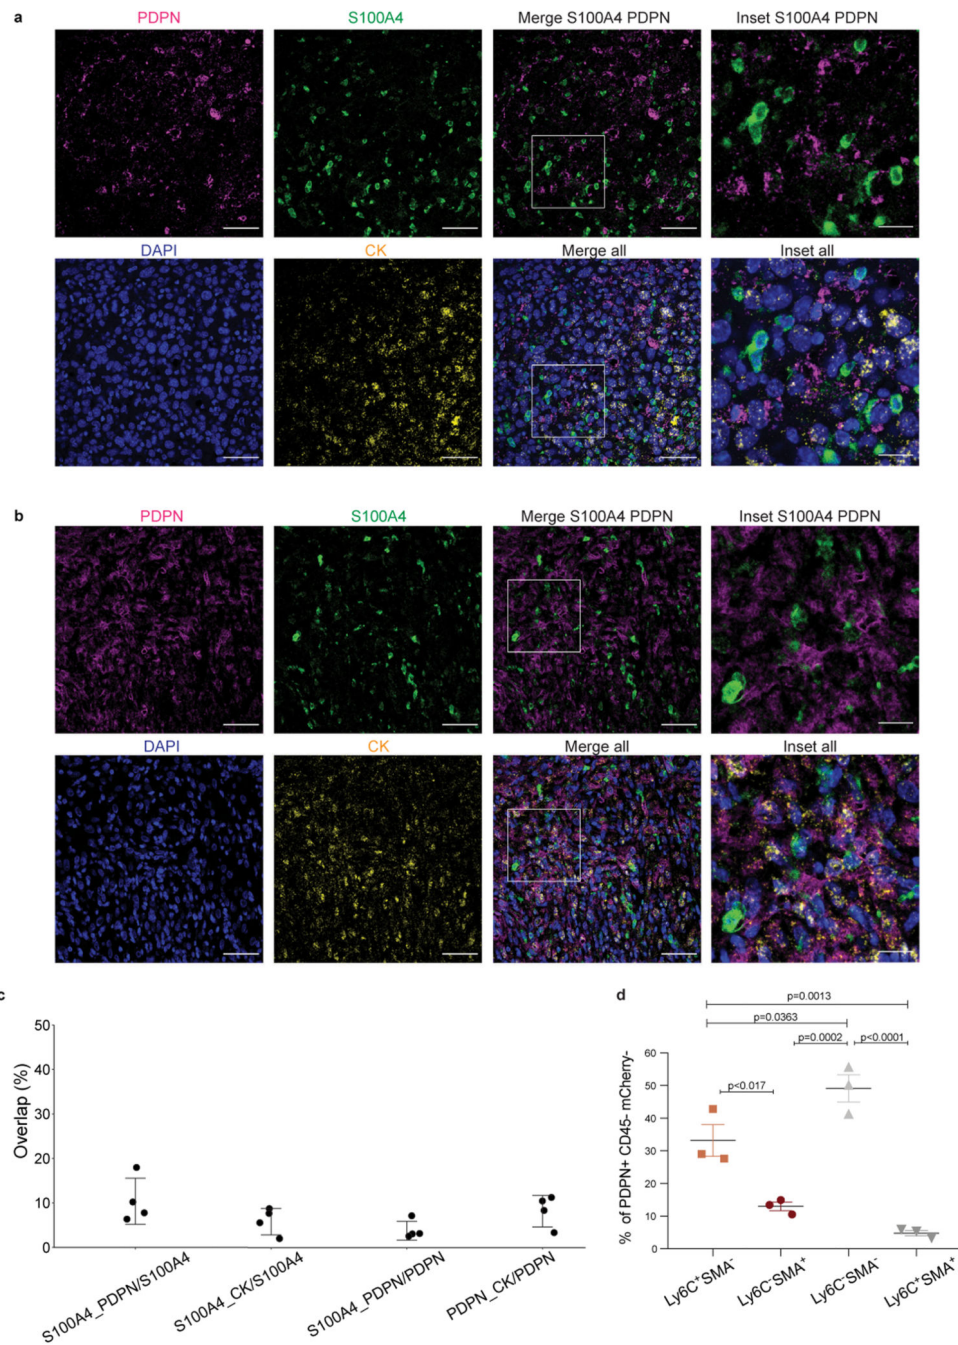 a
PDPN
S100A4
Merge S100A4 PDPN
Inset S100A4 PDPN
DAPI
CK
Merge all
Inset all
b
PDPN
S100A4
Merge S100A4 PDPN
Inset S100A4 PDPN
DAPI
CK
Merge all
Inset all
c
Overlap (%)
50
40
30
20
10
0
S100A4_PDPN/S100A4
S100A4_CK/S100A4
S100A4_PDPN/PDPN
PDPN_CK/PDPN
d
p=0.0013
p=0.0363
p=0.0002
p<0.0001
p<0.017
% of PDPN+ CD45- mCherry-
60
50
40
30
20
10
0
Ly6C⁺SMA⁻
Ly6C⁻SMA⁺
Ly6C⁻SMA⁻
Ly6C⁺SMA⁺